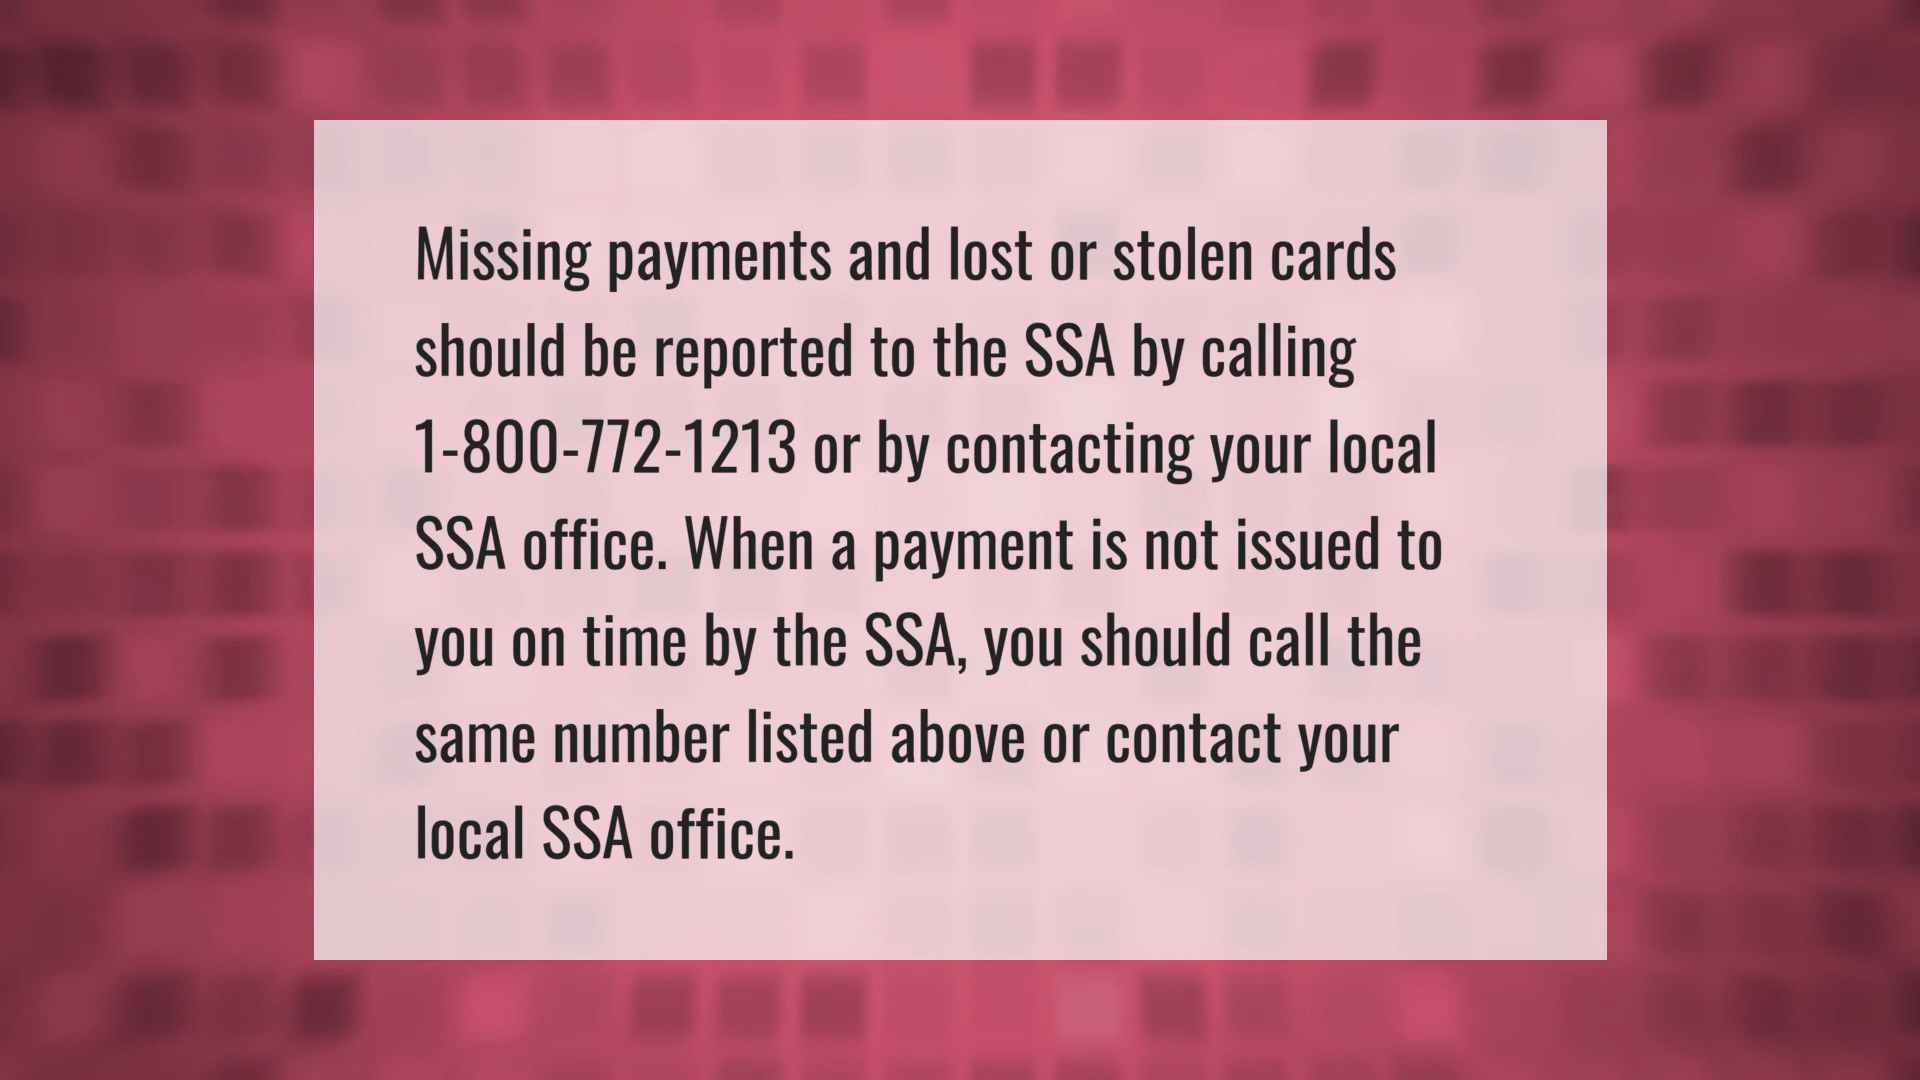 Missing payments and lost or stolen cards
should be reported to the SSA by calling
1-800-772-1213 or by contacting your local
SSA office. When a payment is not issued to
you on time by the SSA, you should call the
same number listed above or contact your
local SSA office.